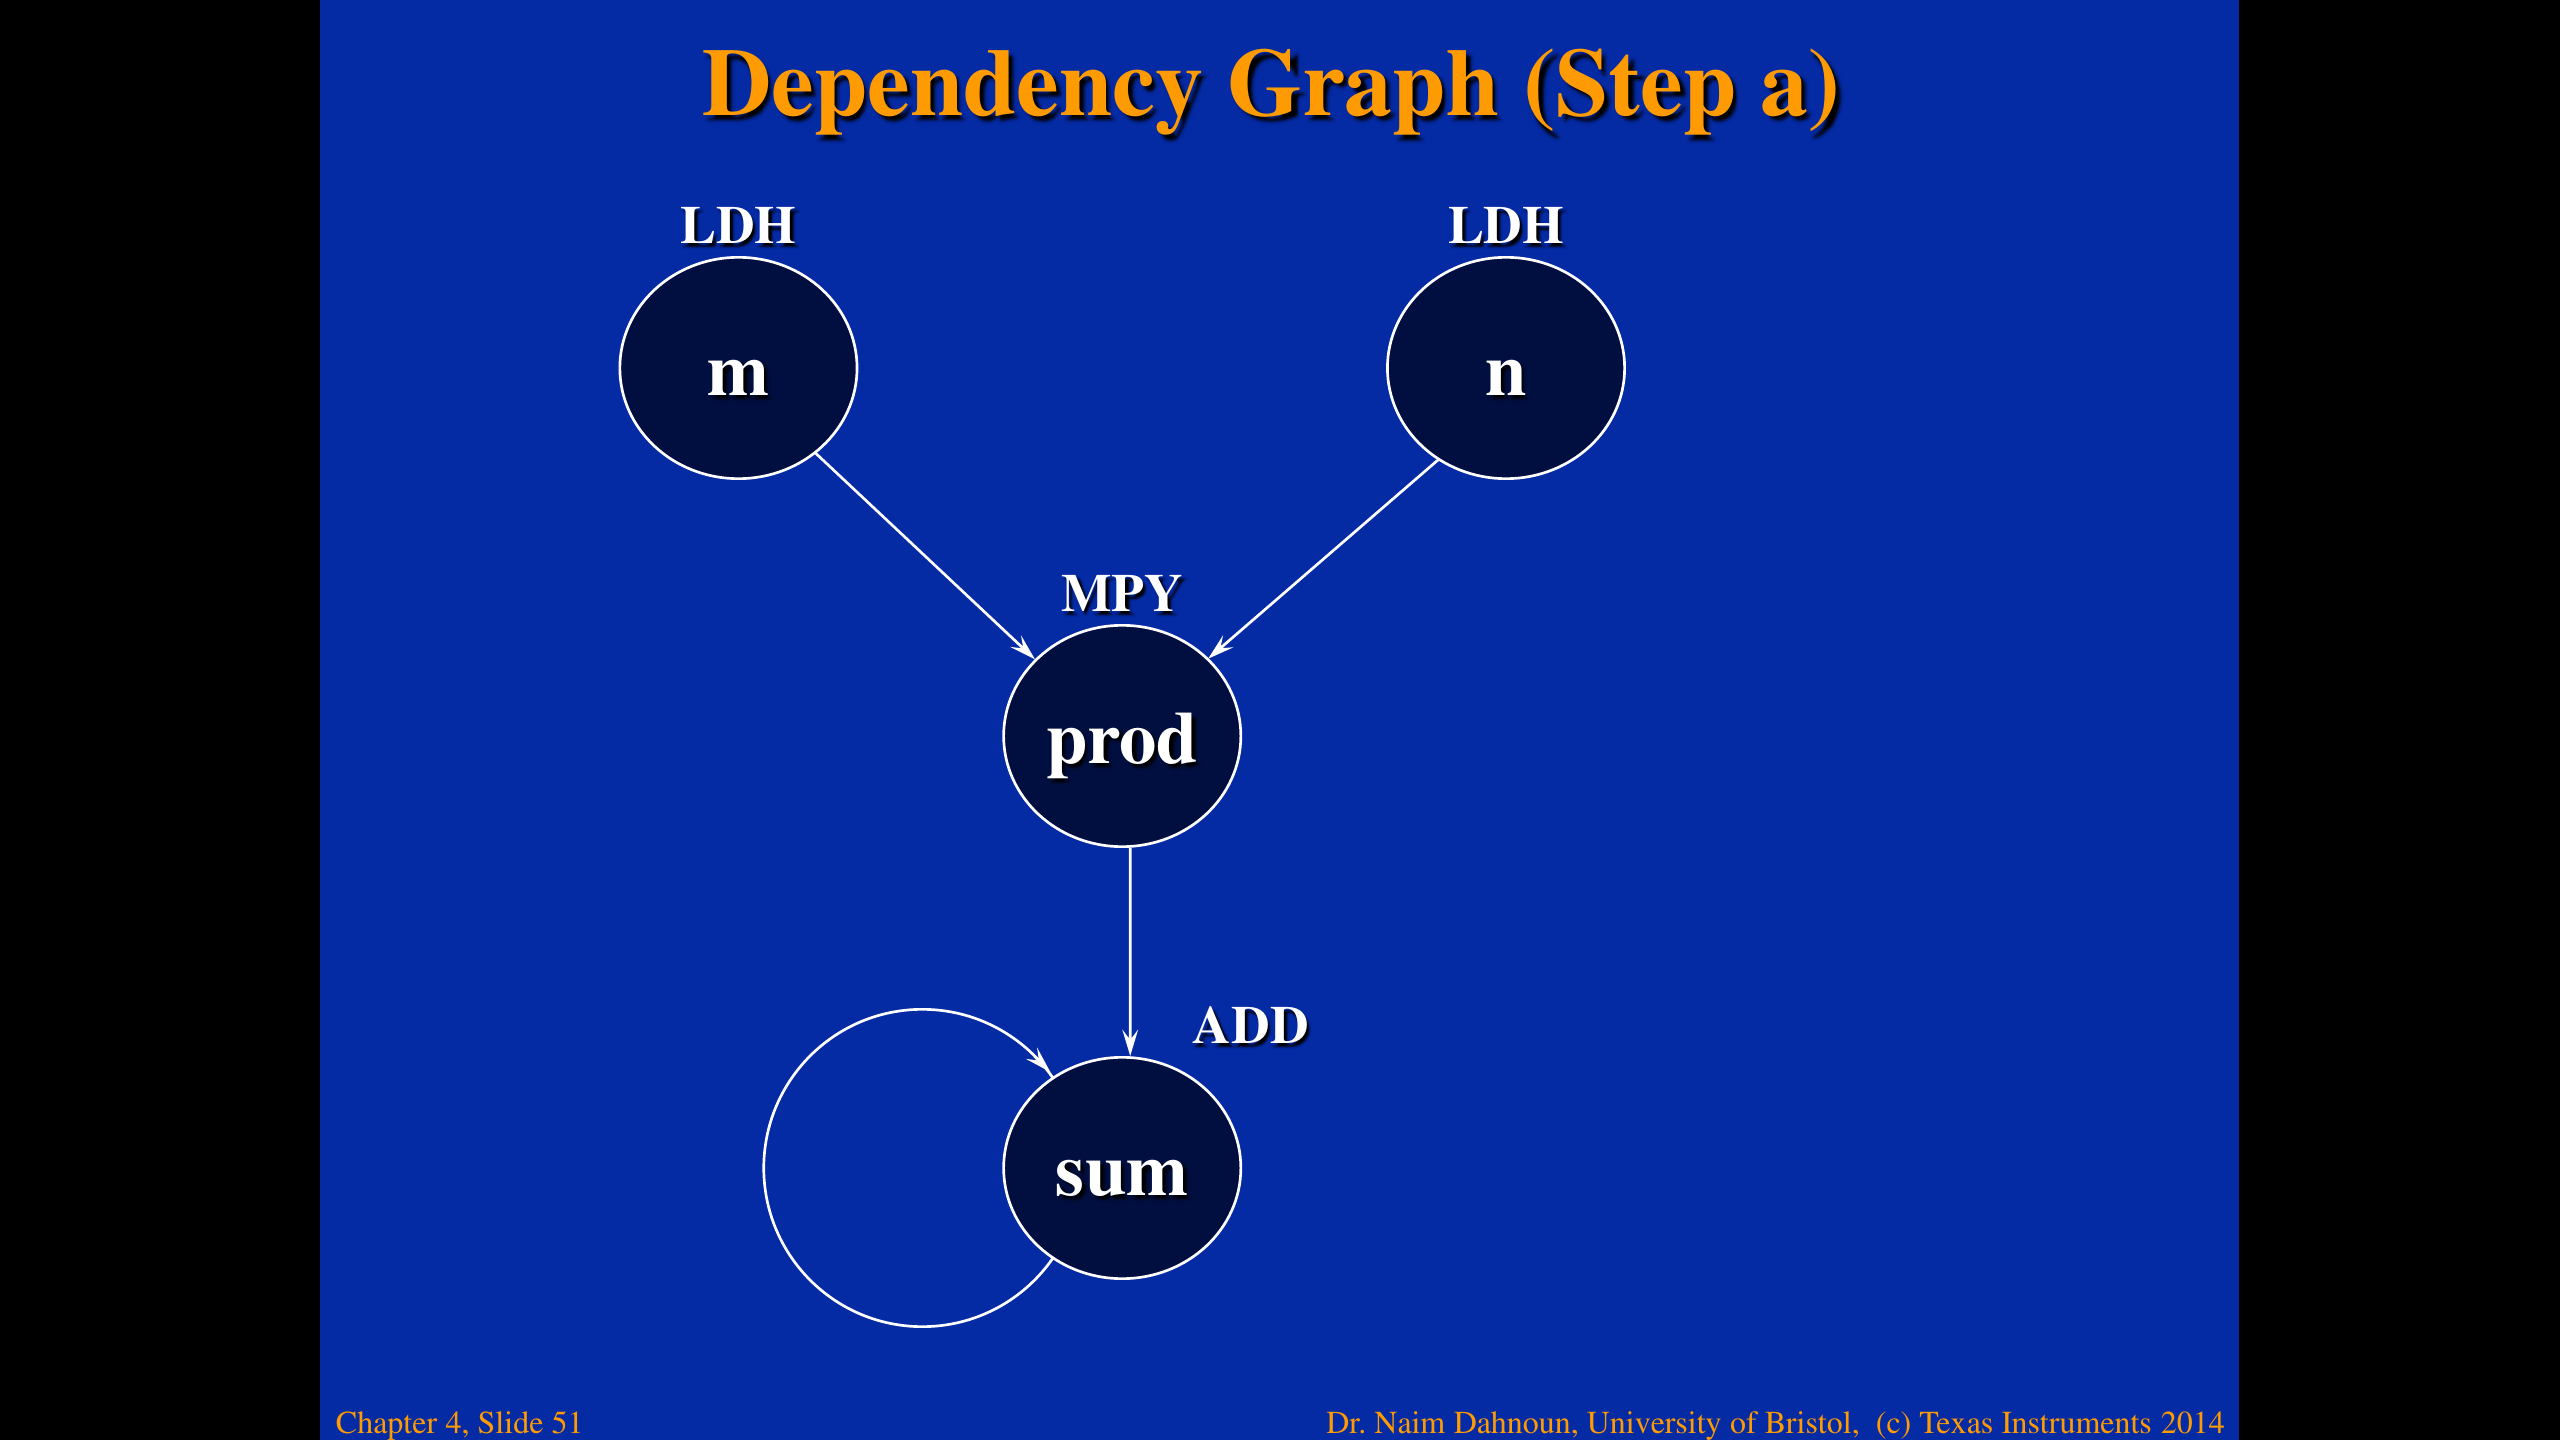 Dependency Graph (Step a)
LDH
LDH
m
n
MPY
prod
ADD
sum
Chapter 4, Slide 51
Dr. Naim Dahnoun, University of Bristol, (c) Texas Instruments 2014